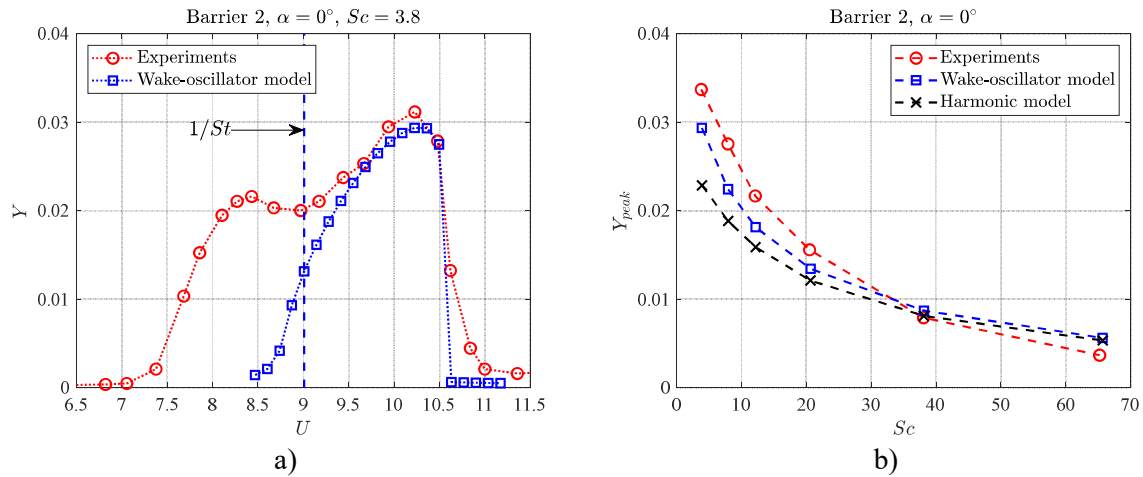 Barrier 2, α = 0°, Sc = 3.8
Experiments
Wake-oscillator model
1/St
Y
0.04
0.03
0.02
0.01
0
6.5 7 7.5 8 8.5 9 9.5 10 10.5 11 11.5
U
a)
Barrier 2, α = 0°
Experiments
Wake-oscillator model
Harmonic model
Y_peak
0.04
0.03
0.02
0.01
0
0 10 20 30 40 50 60 70
Sc
b)